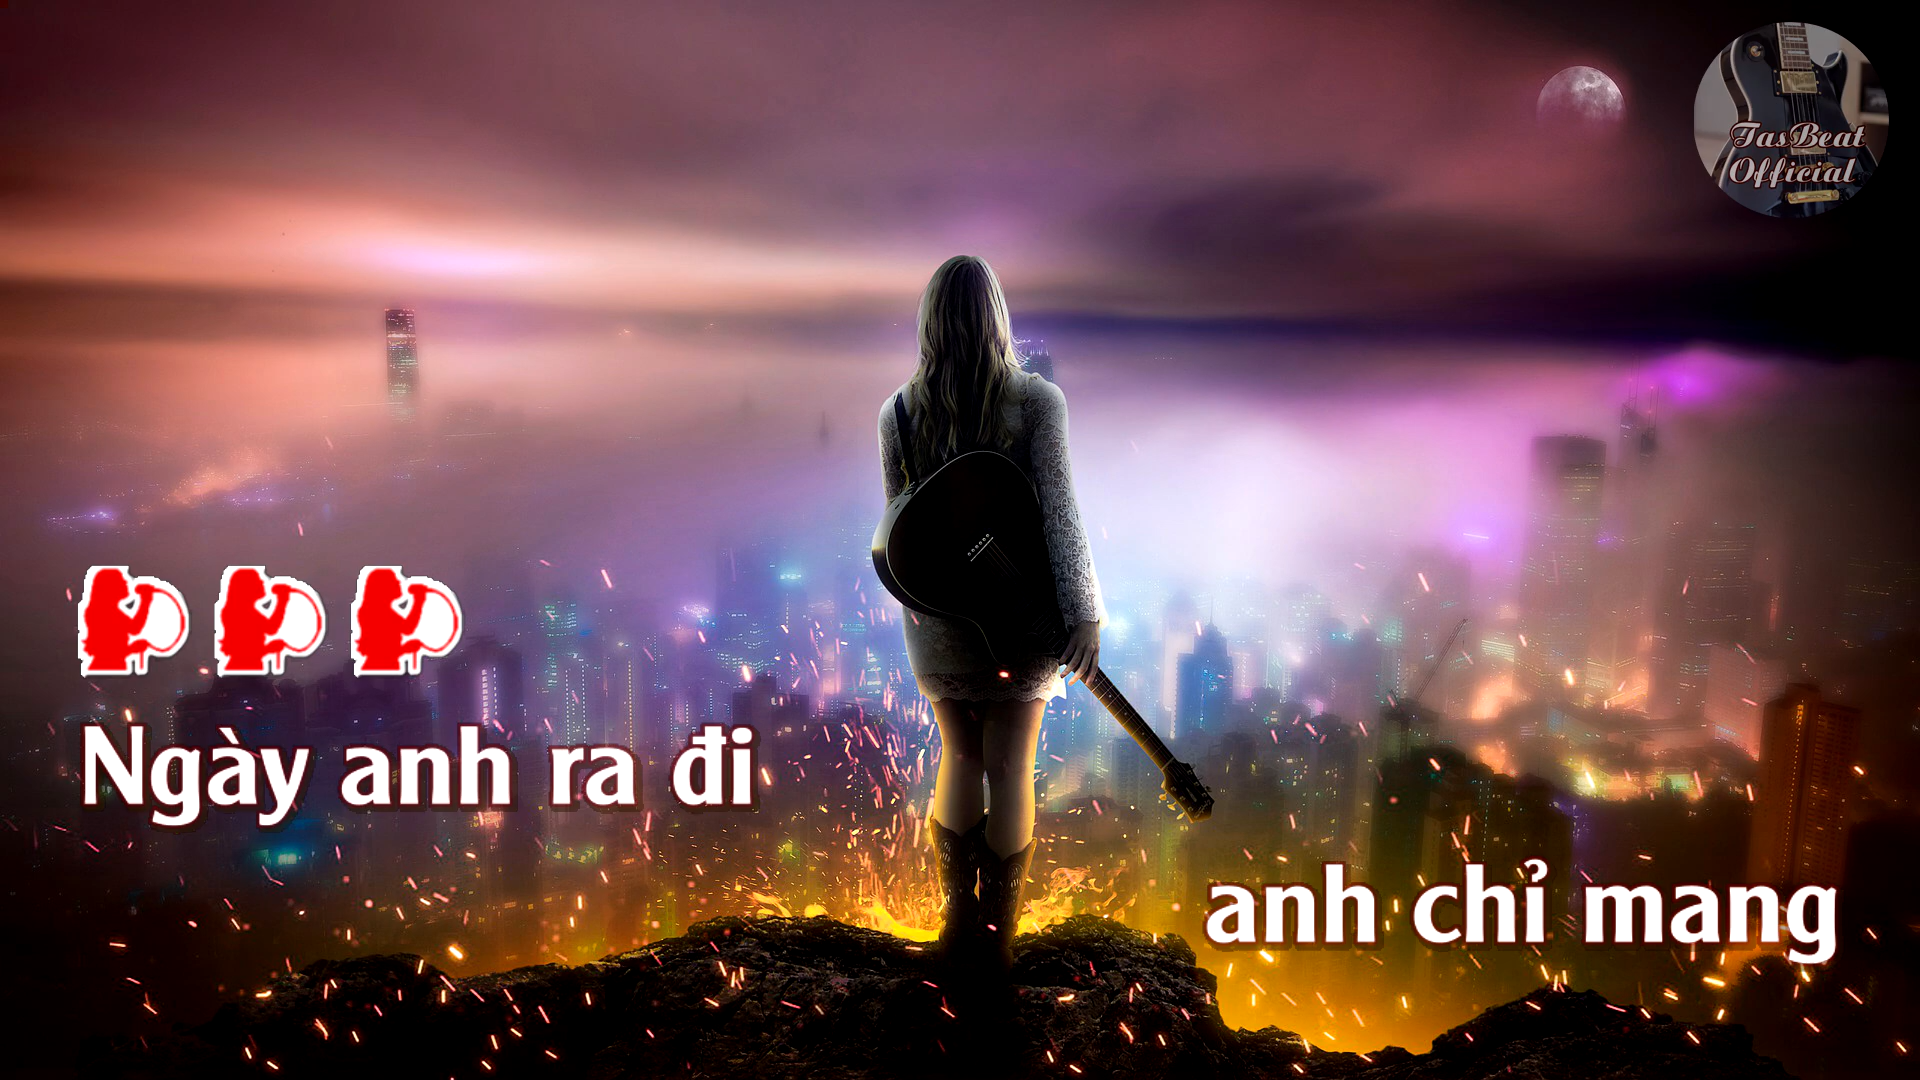 TasBeat
Official
Ngày anh ra đi
anh chỉ mang